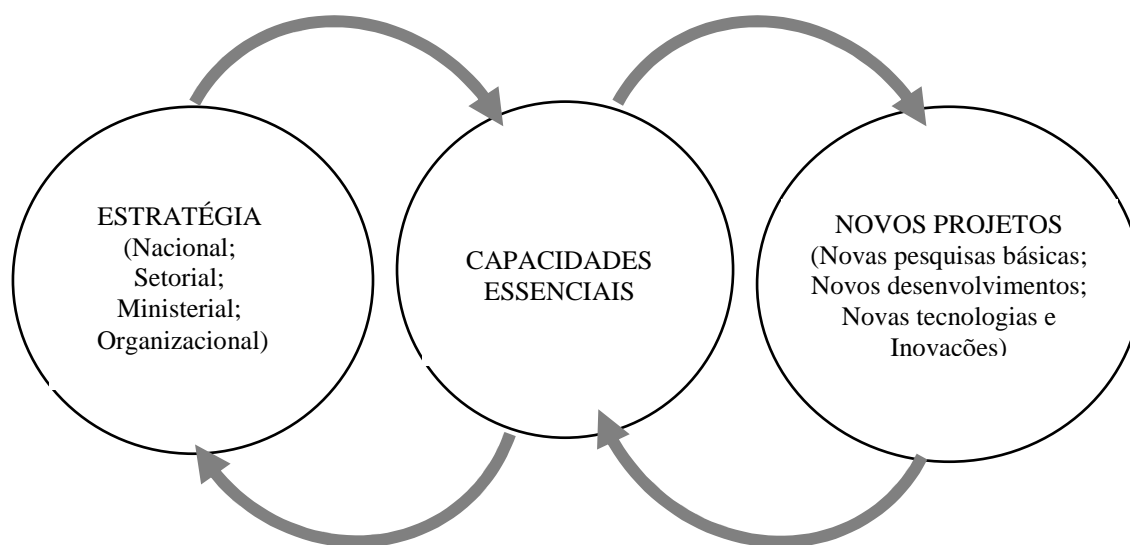 ESTRATÉGIA
(Nacional;
Setorial;
Ministerial;
Organizacional)
CAPACIDADES
ESSENCIAIS
NOVOS PROJETOS
(Novas pesquisas básicas;
Novos desenvolvimentos;
Novas tecnologias e
Inovações)